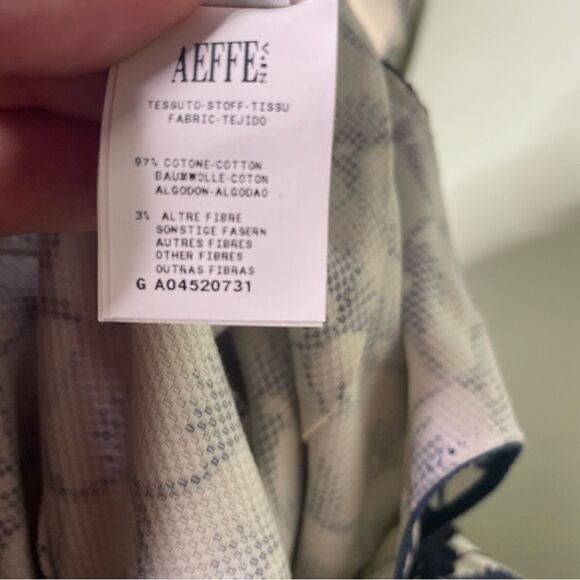 AEFFE SPA
TESSUTO-STOFF-TISSU
FABRIC-TEJIDO
97% COTONE-COTTON
BAUMWOLLE-COTON
ALGODON-ALGODAO
3% ALTRE FIBRE
SONSTIGE FASERN
AUTRES FIBRES
OTHER FIBRES
OUTRAS FIBRAS
G A04520731